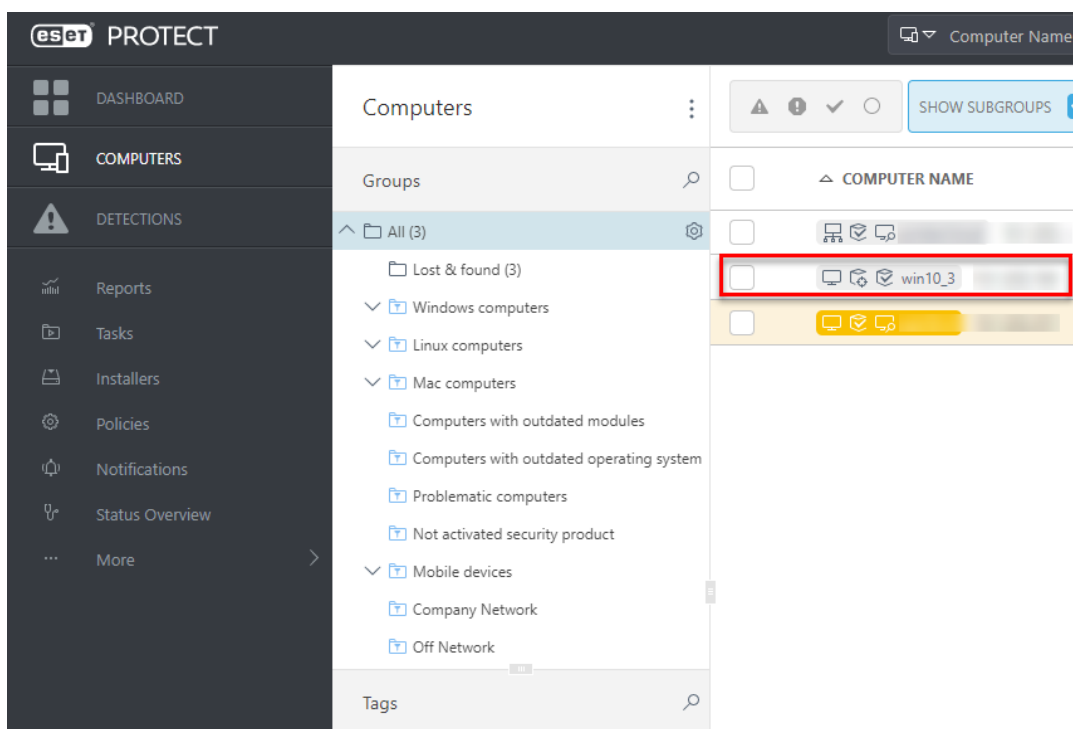 eset PROTECT
Computer Name
DASHBOARD
COMPUTERS
DETECTIONS
Reports
Tasks
Installers
Policies
Notifications
Status Overview
More
Computers
Groups
All (3)
Lost & found (3)
Windows computers
Linux computers
Mac computers
Computers with outdated modules
Computers with outdated operating system
Problematic computers
Not activated security product
Mobile devices
Company Network
Off Network
Tags
SHOW SUBGROUPS
COMPUTER NAME
win10_3